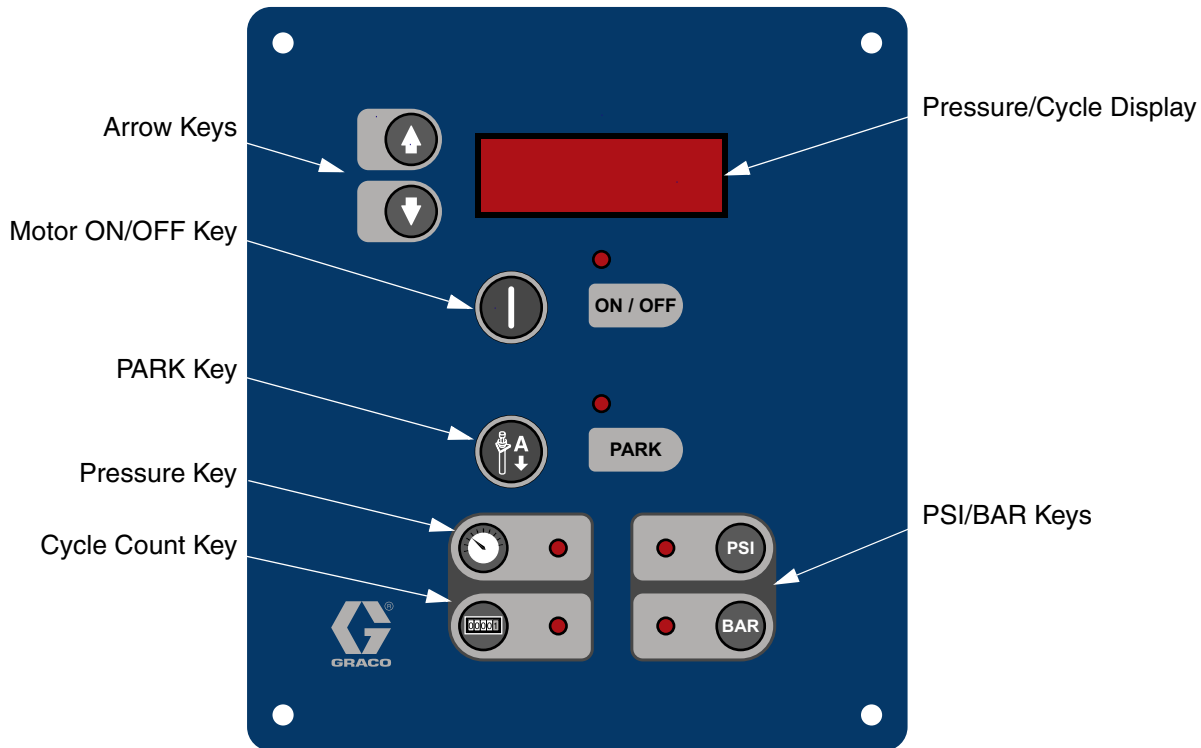 Arrow Keys
Motor ON/OFF Key
PARK Key
Pressure Key
Cycle Count Key
Pressure/Cycle Display
PSI/BAR Keys
ON / OFF
A
PARK
PSI
BAR
00001
®
GRACO